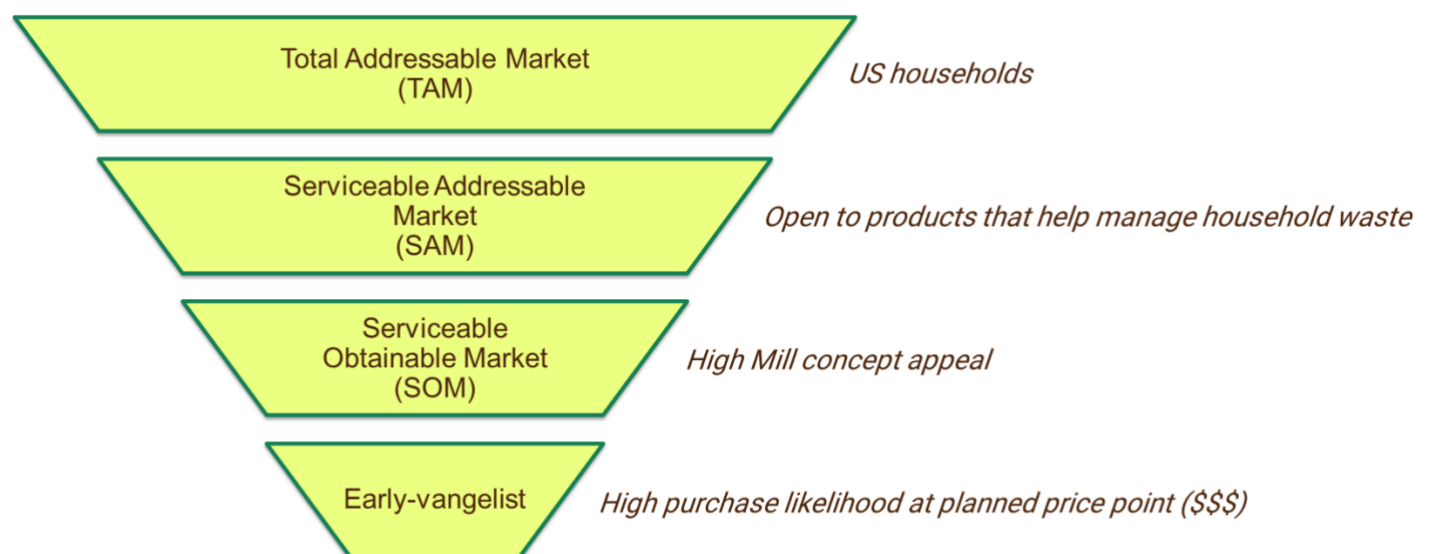 Total Addressable Market
(TAM)
US households
Serviceable Addressable
Market
(SAM)
Open to products that help manage household waste
Serviceable
Obtainable Market
(SOM)
High Mill concept appeal
Early-vangelist
High purchase likelihood at planned price point ($$$)